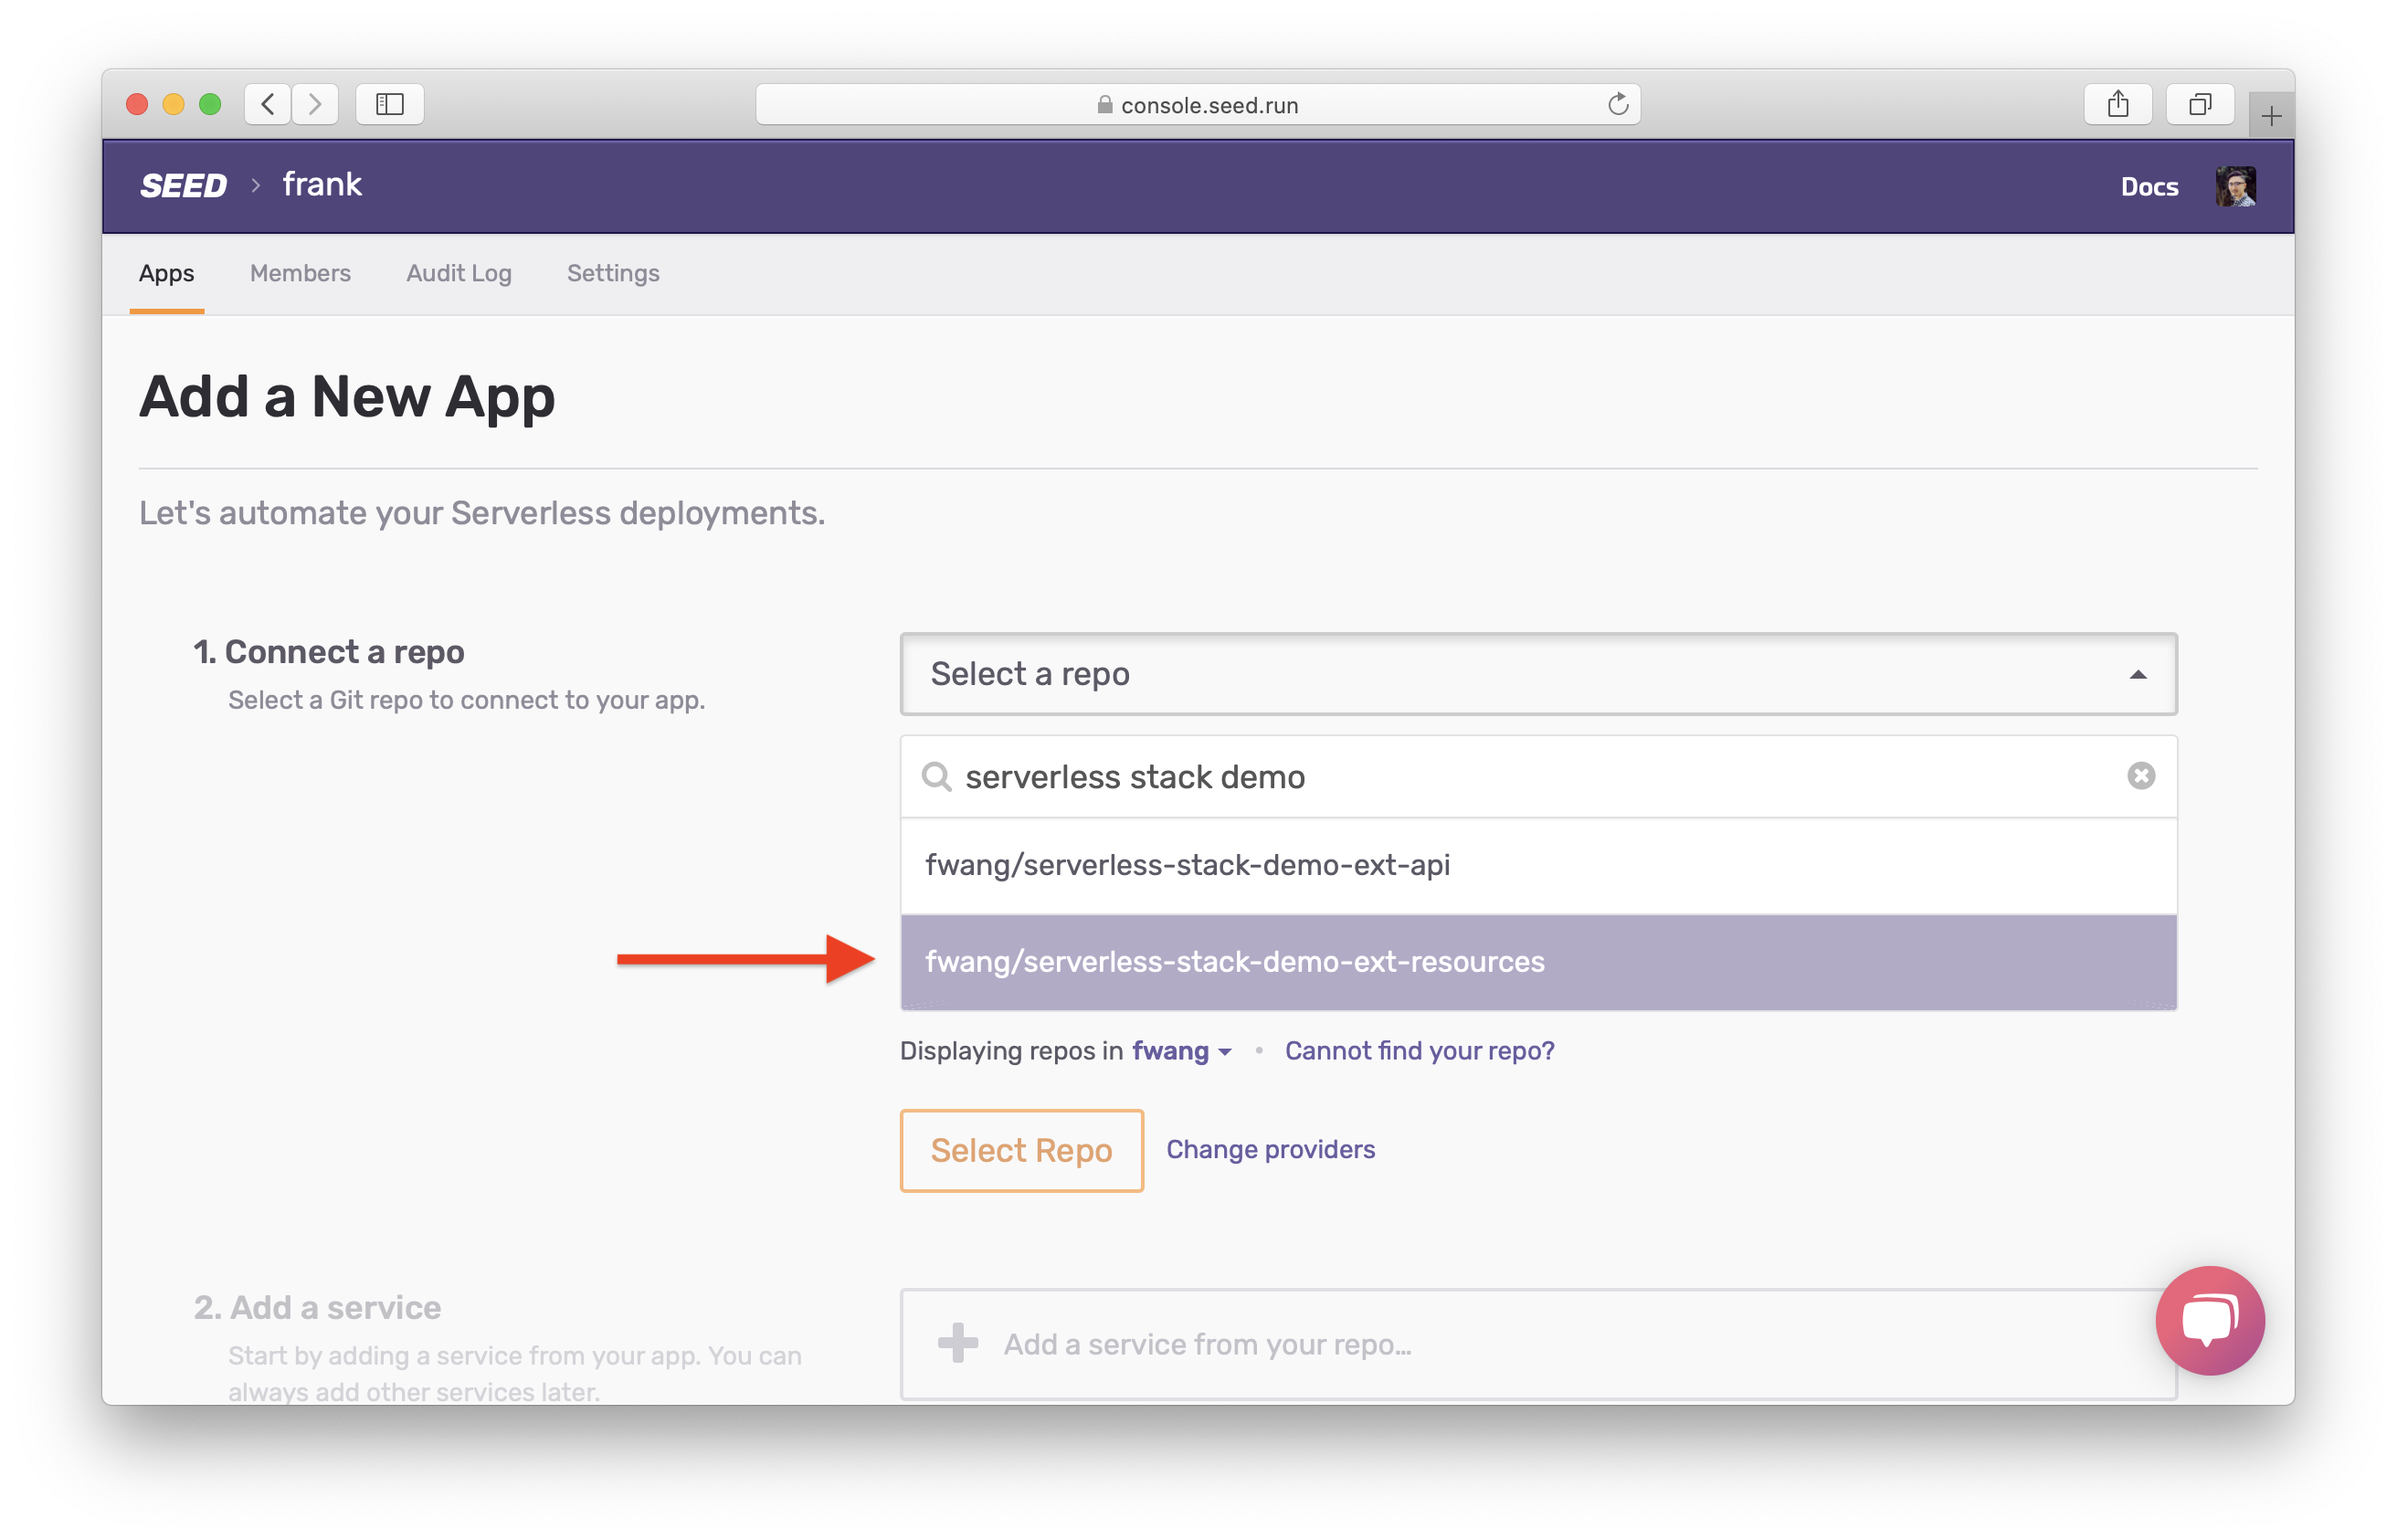 console.seed.run
SEED > frank
Docs
Apps Members Audit Log Settings
Add a New App
Let's automate your Serverless deployments.
1. Connect a repo
Select a Git repo to connect to your app.
Select a repo
serverless stack demo
fwang/serverless-stack-demo-ext-api
fwang/serverless-stack-demo-ext-resources
Displaying repos in fwang • Cannot find your repo?
Select Repo Change providers
2. Add a service
Start by adding a service from your app. You can
always add other services later.
Add a service from your repo...